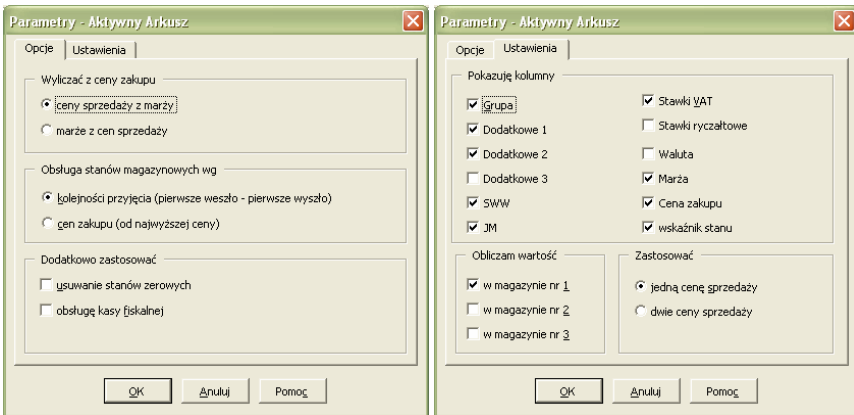 Parametry - Aktywny Arkusz
Opcje
Ustawienia
Wyliczać z ceny zakupu
ceny sprzedaży z marży
marże z cen sprzedaży
Obsługa stanów magazynowych wg
kolejności przyjęcia (pierwsze weszło - pierwsze wyszło)
cen zakupu (od najwyższej ceny)
Dodatkowo zastosować
usuwanie stanów zerowych
obsługę kasy fiskalnej
OK
Anuluj
Pomoc
Parametry - Aktywny Arkusz
Opcje
Ustawienia
Pokazuję kolumny
Grupa
Dodatkowe 1
Dodatkowe 2
Dodatkowe 3
SWW
JM
Stawki VAT
Stawki ryczałtowe
Waluta
Marża
Cena zakupu
wskaźnik stanu
Obliczam wartość
w magazynie nr 1
w magazynie nr 2
w magazynie nr 3
Zastosować
jedną cenę sprzedaży
dwie ceny sprzedaży
OK
Anuluj
Pomoc